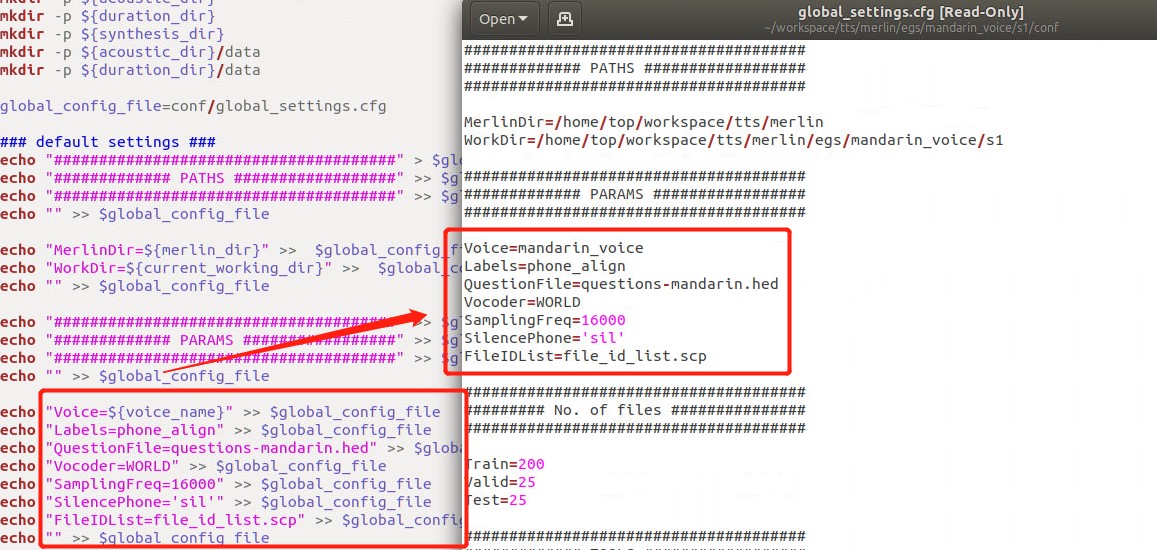 mkdir -p ${acoustic_dir}
mkdir -p ${duration_dir}
mkdir -p ${synthesis_dir}
mkdir -p ${acoustic_dir}/data
mkdir -p ${duration_dir}/data
global_config_file=conf/global_settings.cfg
### default settings ###
echo "######################################" > $glo
echo "############# PATHS ##################" >> $gl
echo "######################################" >> $gl
echo "" >> $global_config_file
echo "MerlinDir=${merlin_dir}" >>  $global_config_f
echo "WorkDir=${current_working_dir}" >>  $global_co
echo "" >> $global_config_file
echo "######################################" >> $gl
echo "############# PARAMS #################" >> $gl
echo "######################################" >> $gl
echo "" >> $global_config_file
echo "Voice=${voice_name}" >> $global_config_file
echo "Labels=phone_align" >> $global_config_file
echo "QuestionFile=questions-mandarin.hed" >> $globa
echo "Vocoder=WORLD" >> $global_config_file
echo "SamplingFreq=16000" >> $global_config_file
echo "SilencePhone='sil'" >> $global_config_file
echo "FileIDList=file_id_list.scp" >> $global_config
echo "" >> $global_config_file
Open
global_settings.cfg [Read-Only]
~/workspace/tts/merlin/egs/mandarin_voice/s1/conf
######################################
############# PATHS ##################
######################################
MerlinDir=/home/top/workspace/tts/merlin
WorkDir=/home/top/workspace/tts/merlin/egs/mandarin_voice/s1
######################################
############# PARAMS #################
######################################
Voice=mandarin_voice
Labels=phone_align
QuestionFile=questions-mandarin.hed
Vocoder=WORLD
SamplingFreq=16000
SilencePhone='sil'
FileIDList=file_id_list.scp
######################################
######### No. of files ###############
######################################
Train=200
Valid=25
Test=25
######################################